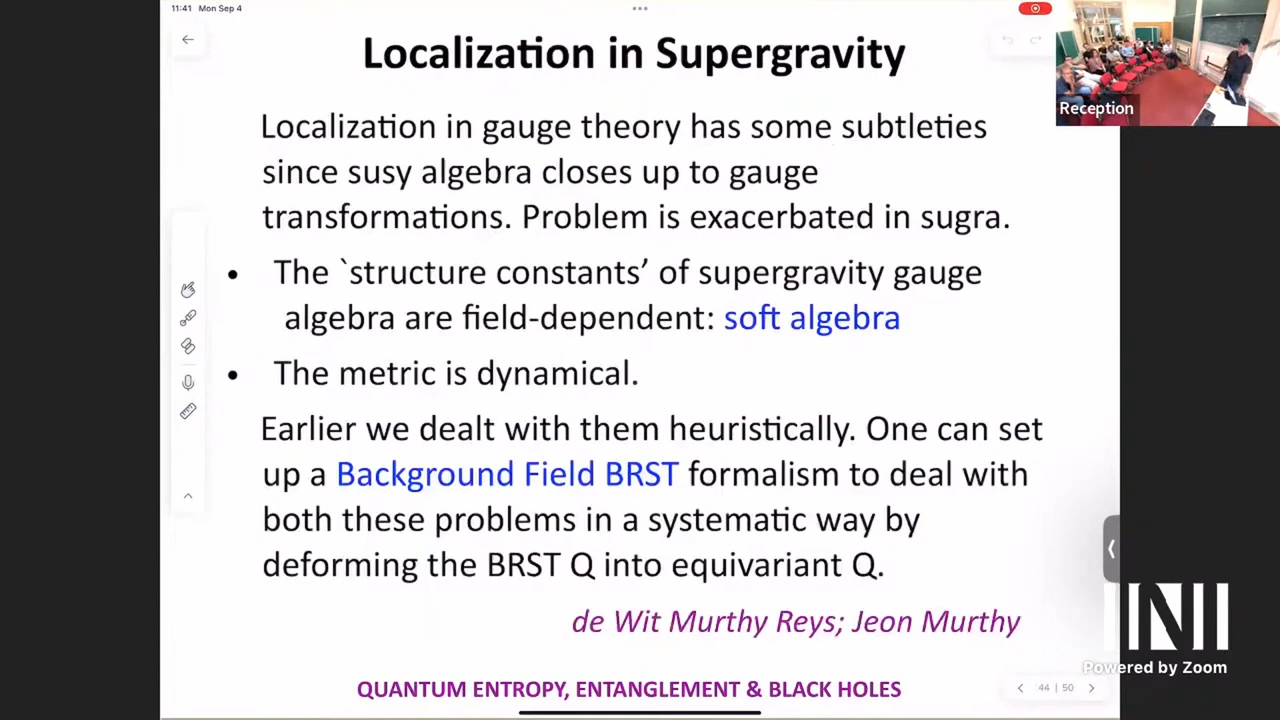 11:41 Mon Sep 4
Localization in Supergravity
Localization in gauge theory has some subtleties
since susy algebra closes up to gauge
transformations. Problem is exacerbated in sugra.
• The `structure constants’ of supergravity gauge
algebra are field-dependent: soft algebra
• The metric is dynamical.
Earlier we dealt with them heuristically. One can set
up a Background Field BRST formalism to deal with
both these problems in a systematic way by
deforming the BRST Q into equivariant Q.
de Wit Murthy Reys; Jeon Murthy
QUANTUM ENTROPY, ENTANGLEMENT & BLACK HOLES
44 | 50
Reception
INI
Powered by Zoom